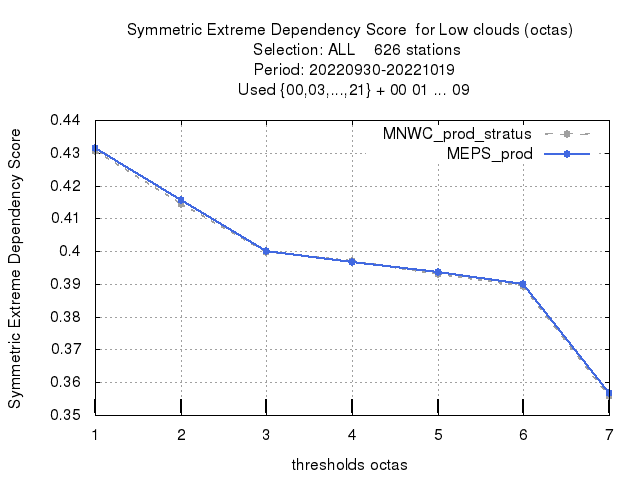 Symmetric Extreme Dependency Score  for Low clouds (octas)
Selection: ALL    626 stations
Period: 20220930-20221019
Used {00,03,...,21} + 00 01 ... 09
MNWC_prod_stratus
MEPS_prod
Symmetric Extreme Dependency Score
0.44
0.43
0.42
0.41
0.4
0.39
0.38
0.37
0.36
0.35
1 2 3 4 5 6 7
thresholds octas